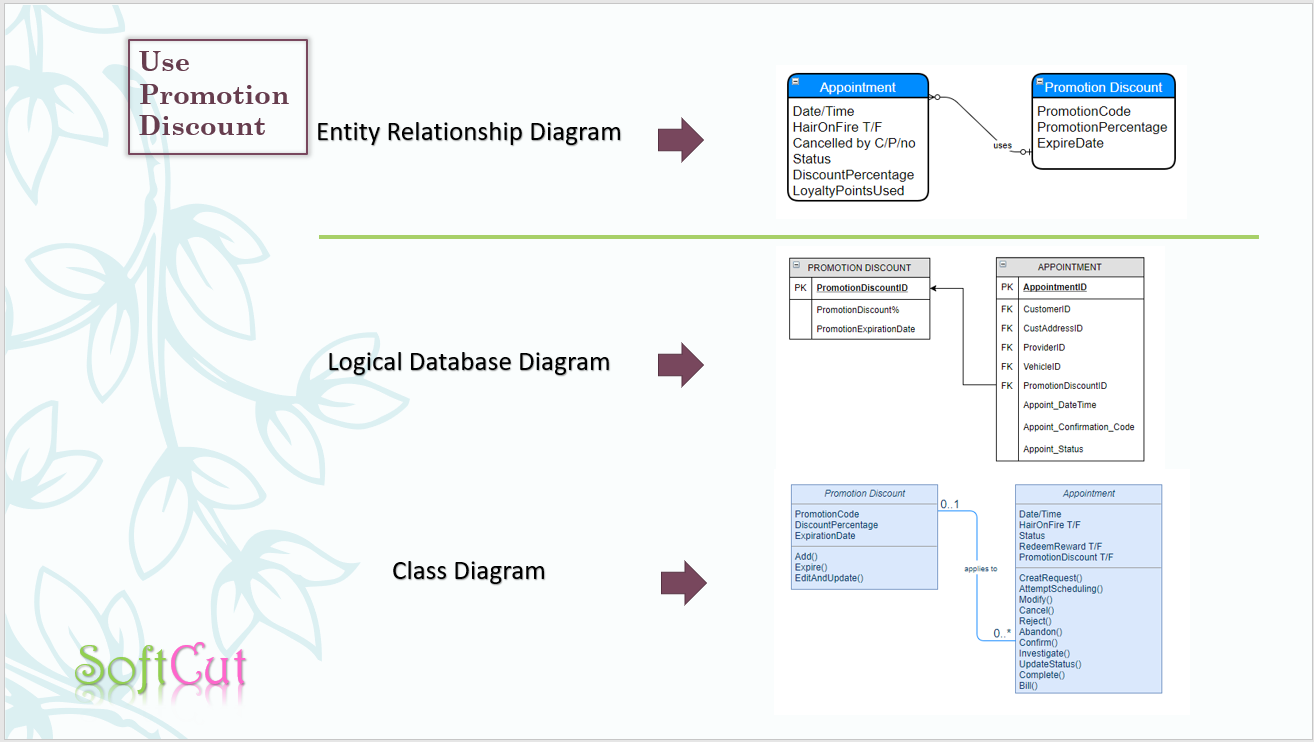 Use
Promotion
Discount
Entity Relationship Diagram
Appointment
Date/Time
HairOnFire T/F
Cancelled by C/P/no
Status
DiscountPercentage
LoyaltyPointsUsed
uses
Promotion Discount
PromotionCode
PromotionPercentage
ExpireDate
Logical Database Diagram
PROMOTION DISCOUNT
PK PromotionDiscountID
PromotionDiscount%
PromotionExpirationDate
APPOINTMENT
PK AppointmentID
FK CustomerID
FK CustAddressID
FK ProviderID
FK VehicleID
FK PromotionDiscountID
Appoint_DateTime
Appoint_Confirmation_Code
Appoint_Status
Class Diagram
Promotion Discount
PromotionCode
DiscountPercentage
ExpirationDate
Add()
Expire()
EditAndUpdate()
0..1
applies to
0..*
Appointment
Date/Time
HairOnFire T/F
Status
RedeemReward T/F
PromotionDiscount T/F
CreatRequest()
AttemptScheduling()
Modify()
Cancel()
Reject()
Abandon()
Confirm()
Investigate()
UpdateStatus()
Complete()
Bill()
SoftCut